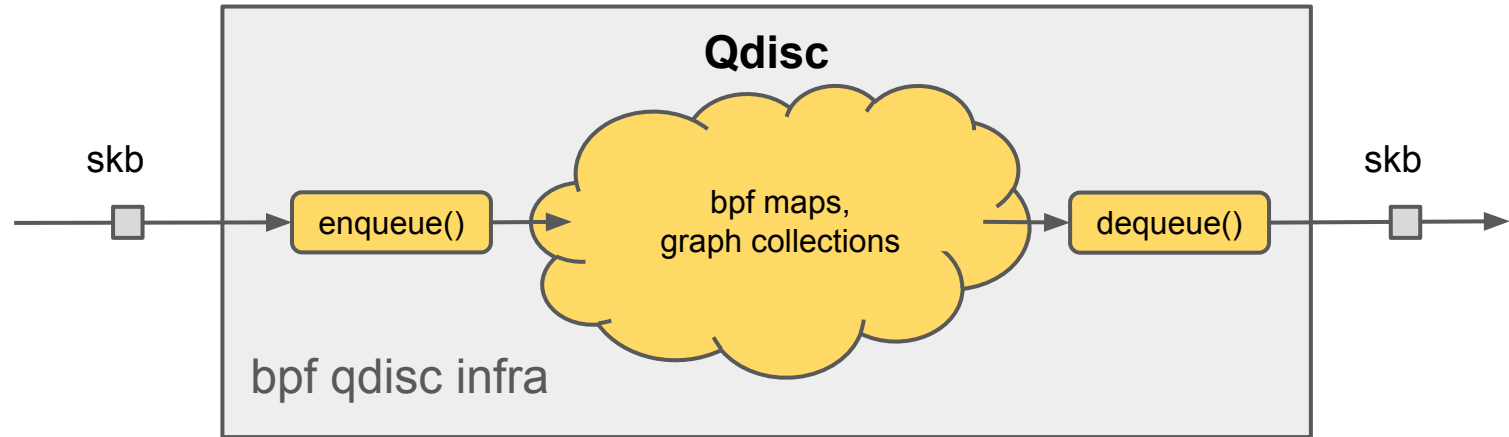 Qdisc
skb
enqueue()
bpf maps,
graph collections
dequeue()
skb
bpf qdisc infra